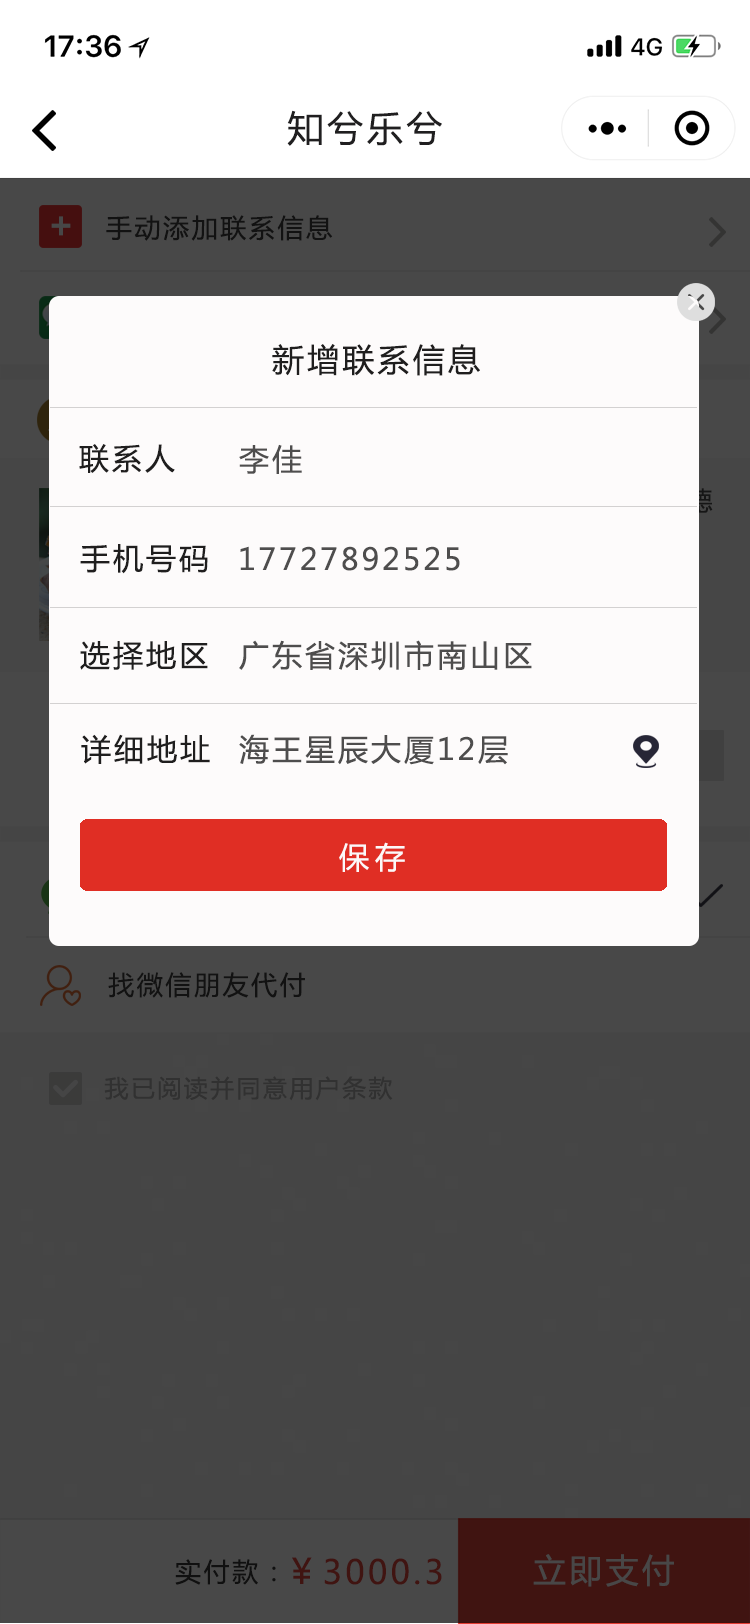 17:36
4G
知兮乐兮
手动添加联系信息
新增联系信息
联系人 李佳
德
手机号码 17727892525
选择地区 广东省深圳市南山区
详细地址 海王星辰大厦12层
保存
找微信朋友代付
我已阅读并同意用户条款
实付款：¥ 3000.3 立即支付